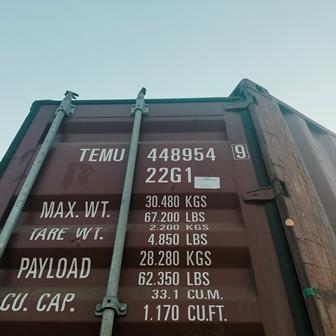 TEMU 448954 9
22G1
MAX. WT. 30.480 KGS
67.200 LBS
TARE WT. 2.200 KGS
4.850 LBS
PAYLOAD 28.280 KGS
62.350 LBS
CU. CAP. 33.1 CU.M.
1.170 CU.FT.